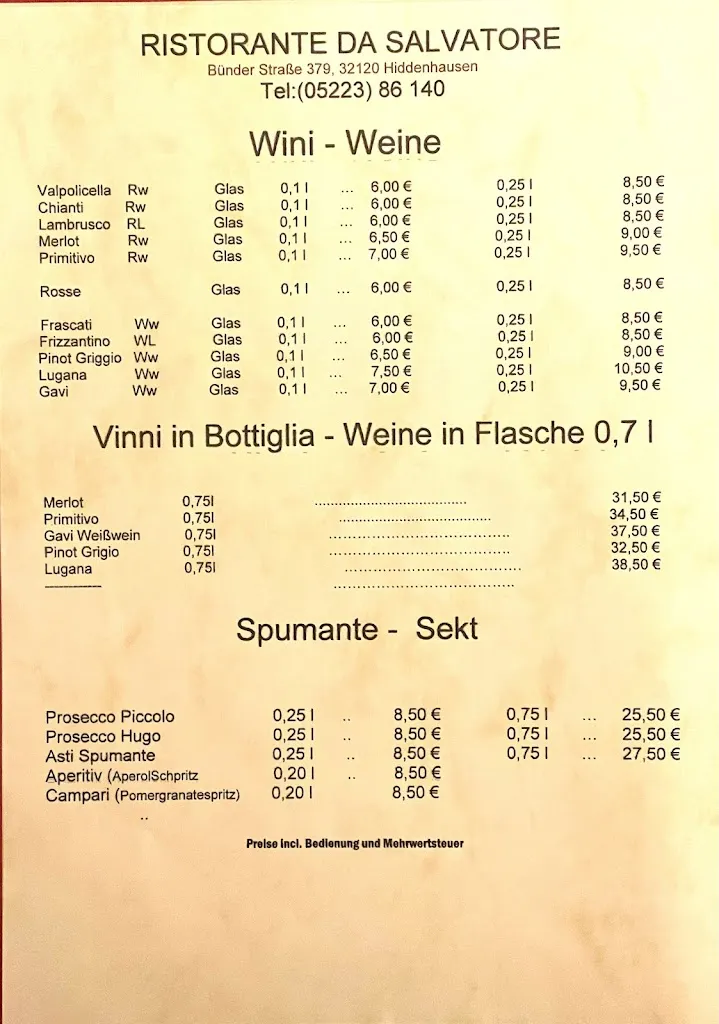 RISTORANTE DA SALVATORE
Bünder Straße 379, 32120 Hiddenhausen
Tel:(05223) 86 140
Wini - Weine
Valpolicella Rw Glas 0,1 l ... 6,00 € 0,25 l 8,50 €
Chianti Rw Glas 0,1 l ... 6,00 € 0,25 l 8,50 €
Lambrusco RL Glas 0,1 l ... 6,00 € 0,25 l 8,50 €
Merlot Rw Glas 0,1 l ... 6,50 € 0,25 l 9,00 €
Primitivo Rw Glas 0,1 l ... 7,00 € 0,25 l 9,50 €
Rosse Glas 0,1 l ... 6,00 € 0,25 l 8,50 €
Frascati Ww Glas 0,1 l ... 6,00 € 0,25 l 8,50 €
Frizzantino WL Glas 0,1 l ... 6,00 € 0,25 l 8,50 €
Pinot Griggio Ww Glas 0,1 l ... 6,50 € 0,25 l 9,00 €
Lugana Ww Glas 0,1 l ... 7,50 € 0,25 l 10,50 €
Gavi Ww Glas 0,1 l ... 7,00 € 0,25 l 9,50 €
Vinni in Bottiglia - Weine in Flasche 0,7 l
Merlot 0,75l ........................................ 31,50 €
Primitivo 0,75l ........................................ 34,50 €
Gavi Weißwein 0,75l ............................................... 37,50 €
Pinot Grigio 0,75l ............................................... 32,50 €
Lugana 0,75l ............................................... 38,50 €
----------------- ...............................................
Spumante - Sekt
Prosecco Piccolo 0,25 l .. 8,50 € 0,75 l ... 25,50 €
Prosecco Hugo 0,25 l .. 8,50 € 0,75 l ... 25,50 €
Asti Spumante 0,25 l .. 8,50 € 0,75 l ... 27,50 €
Aperitiv (AperolSchpritz 0,20 l .. 8,50 €
Campari (Pomergranatespritz) 0,20 l 8,50 €
..
Preise incl. Bedienung und Mehrwertsteuer